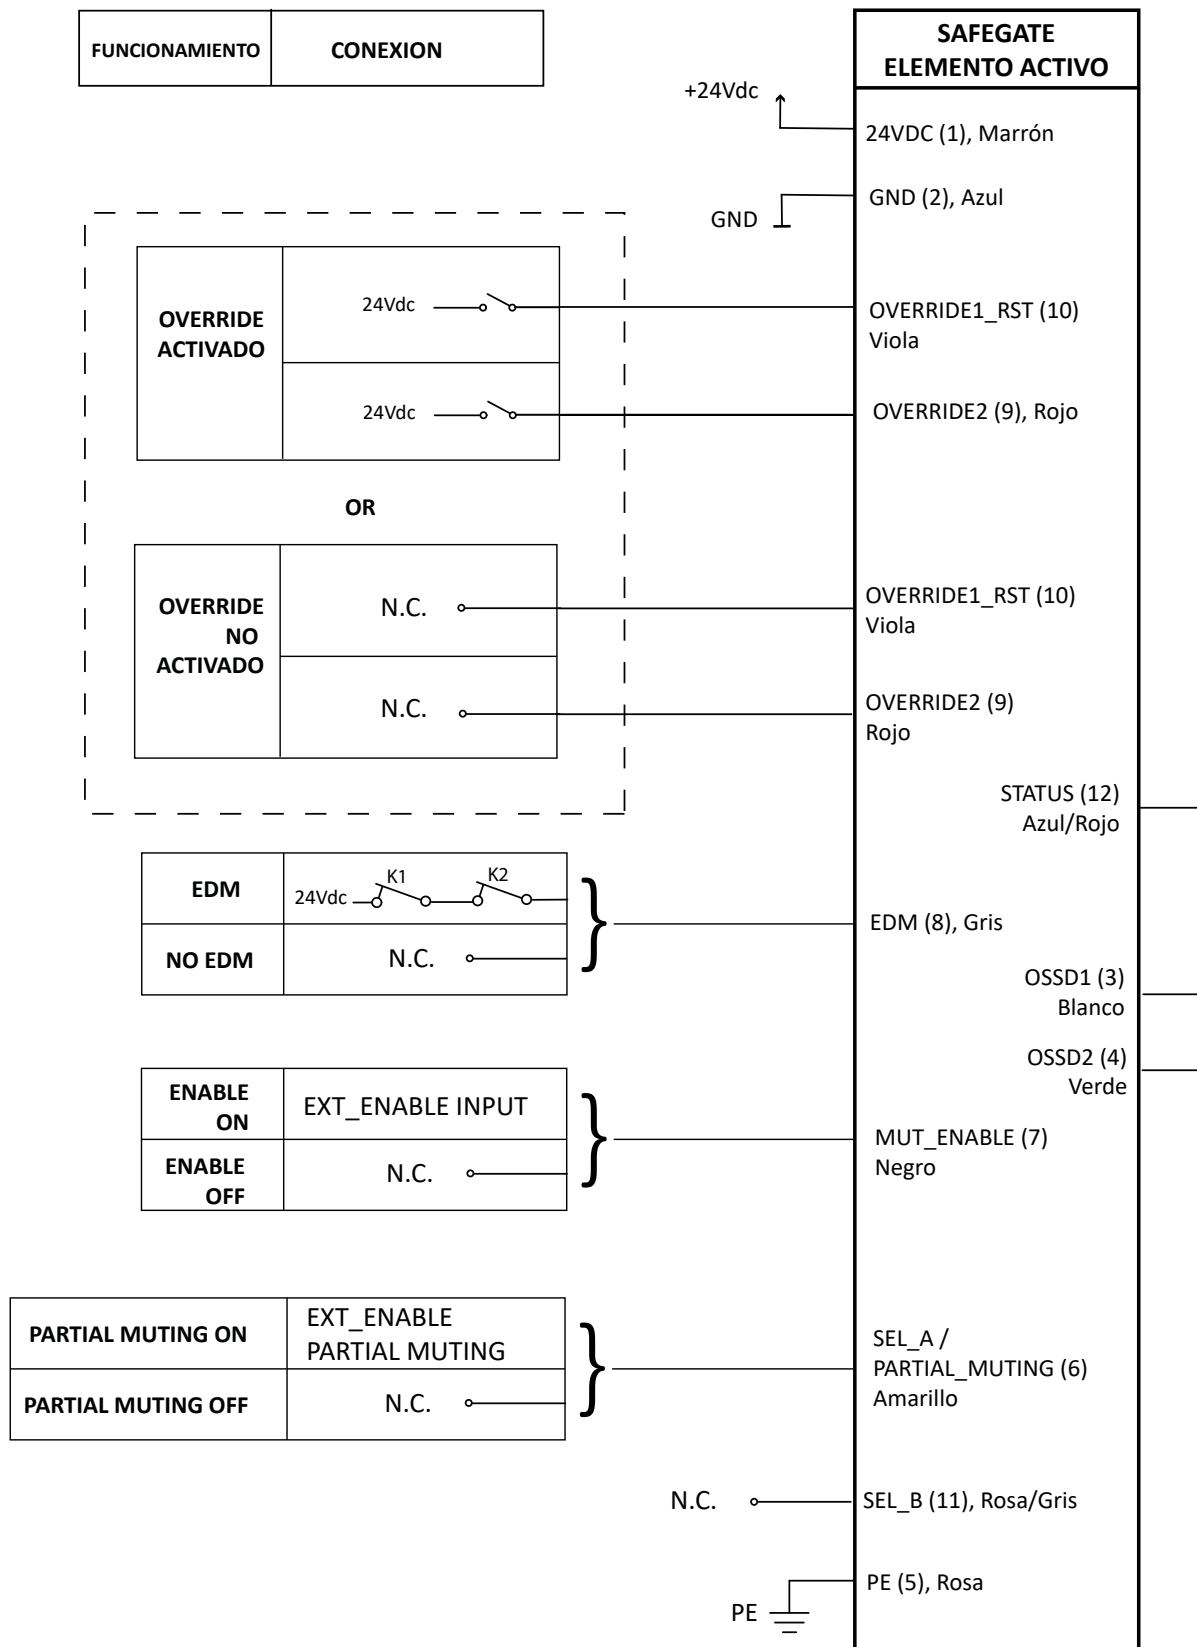 FUNCIONAMIENTO
CONEXION
SAFEGATE
ELEMENTO ACTIVO
+24Vdc
24VDC (1), Marrón
GND
GND (2), Azul
OVERRIDE
ACTIVADO
24Vdc
OVERRIDE1_RST (10)
Viola
24Vdc
OVERRIDE2 (9), Rojo
OR
OVERRIDE
NO
ACTIVADO
N.C.
OVERRIDE1_RST (10)
Viola
N.C.
OVERRIDE2 (9)
Rojo
STATUS (12)
Azul/Rojo
EDM
24Vdc
K1
K2
NO EDM
N.C.
EDM (8), Gris
OSSD1 (3)
Blanco
OSSD2 (4)
Verde
ENABLE
ON
EXT_ENABLE INPUT
ENABLE
OFF
N.C.
MUT_ENABLE (7)
Negro
PARTIAL MUTING ON
EXT_ENABLE
PARTIAL MUTING
PARTIAL MUTING OFF
N.C.
SEL_A /
PARTIAL_MUTING (6)
Amarillo
N.C.
SEL_B (11), Rosa/Gris
PE
PE (5), Rosa